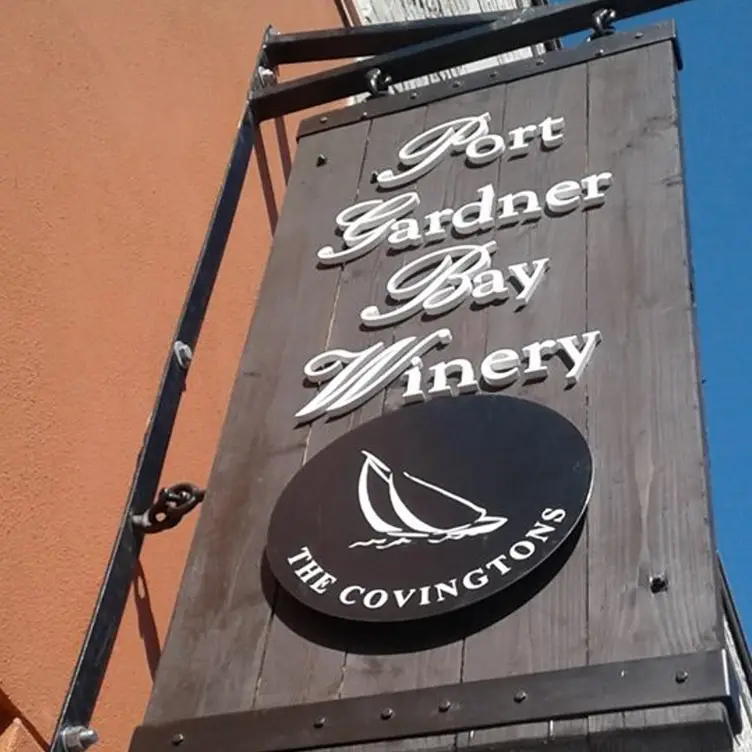 Port
Gardner
Bay
Winery
THE COVINGTONS